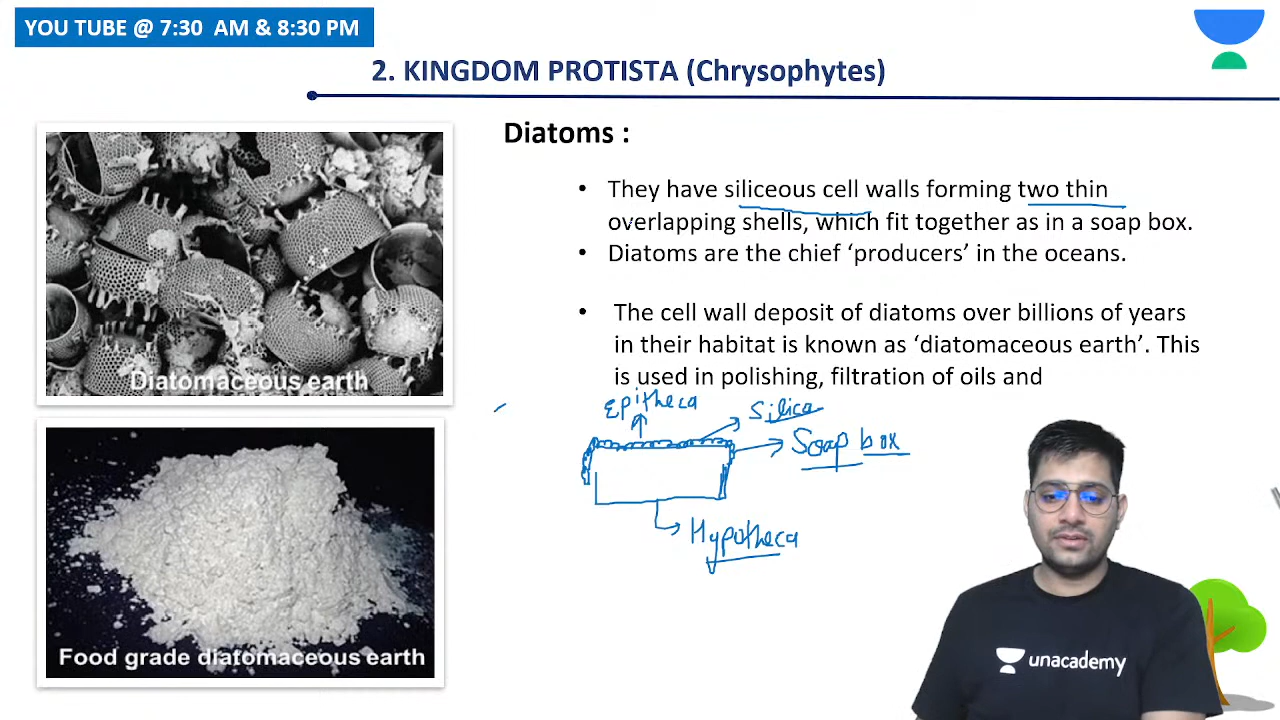 YOU TUBE @ 7:30 AM & 8:30 PM
2. KINGDOM PROTISTA (Chrysophytes)
Diatoms :
• They have siliceous cell walls forming two thin
overlapping shells, which fit together as in a soap box.
• Diatoms are the chief ‘producers’ in the oceans.
• The cell wall deposit of diatoms over billions of years
in their habitat is known as ‘diatomaceous earth’. This
is used in polishing, filtration of oils and
Diatomaceous earth
Epitheca
Silica
Soap box
Hypotheca
Food grade diatomaceous earth
unacademy